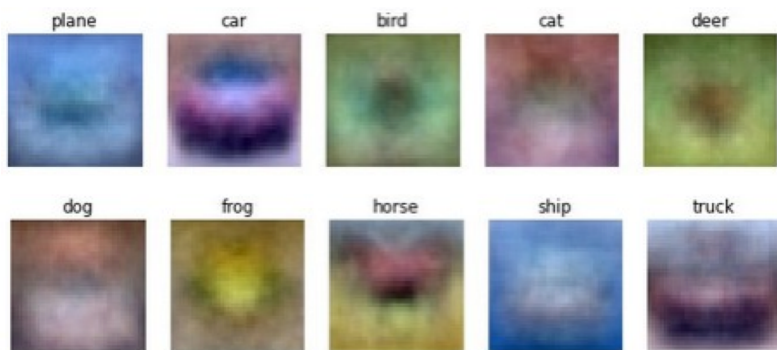 plane car bird cat deer
dog frog horse ship truck